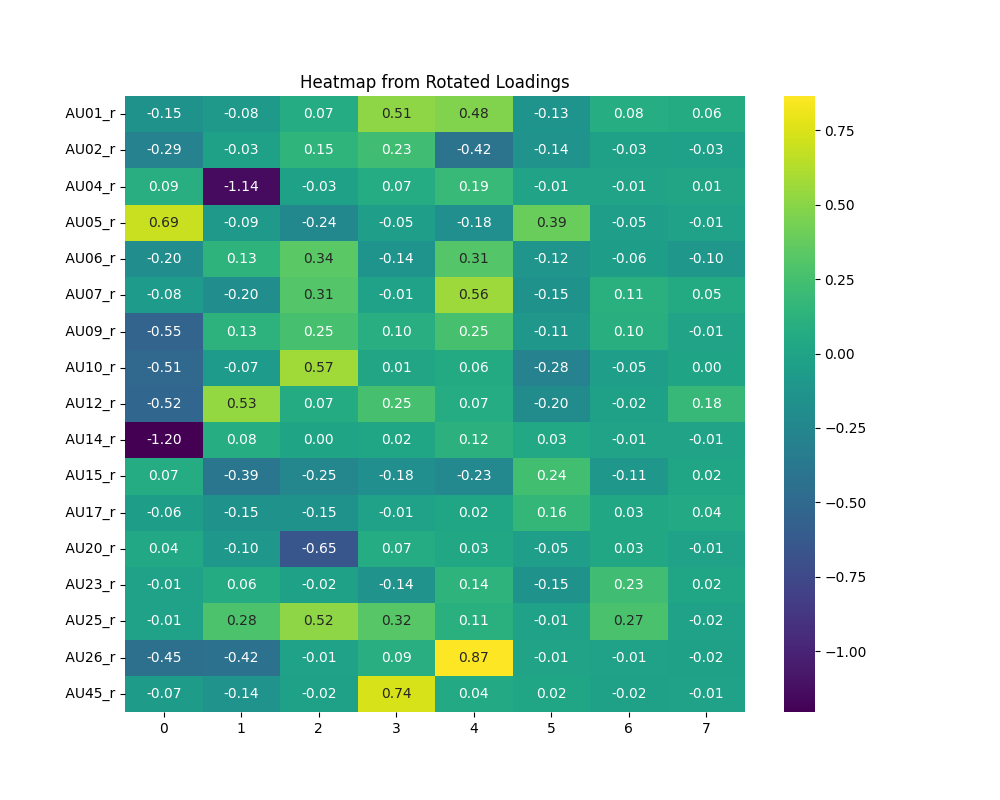 Heatmap from Rotated Loadings
AU01_r -0.15 -0.08 0.07 0.51 0.48 -0.13 0.08 0.06
AU02_r -0.29 -0.03 0.15 0.23 -0.42 -0.14 -0.03 -0.03
AU04_r 0.09 -1.14 -0.03 0.07 0.19 -0.01 -0.01 0.01
AU05_r 0.69 -0.09 -0.24 -0.05 -0.18 0.39 -0.05 -0.01
AU06_r -0.20 0.13 0.34 -0.14 0.31 -0.12 -0.06 -0.10
AU07_r -0.08 -0.20 0.31 -0.01 0.56 -0.15 0.11 0.05
AU09_r -0.55 0.13 0.25 0.10 0.25 -0.11 0.10 -0.01
AU10_r -0.51 -0.07 0.57 0.01 0.06 -0.28 -0.05 0.00
AU12_r -0.52 0.53 0.07 0.25 0.07 -0.20 -0.02 0.18
AU14_r -1.20 0.08 0.00 0.02 0.12 0.03 -0.01 -0.01
AU15_r 0.07 -0.39 -0.25 -0.18 -0.23 0.24 -0.11 0.02
AU17_r -0.06 -0.15 -0.15 -0.01 0.02 0.16 0.03 0.04
AU20_r 0.04 -0.10 -0.65 0.07 0.03 -0.05 0.03 -0.01
AU23_r -0.01 0.06 -0.02 -0.14 0.14 -0.15 0.23 0.02
AU25_r -0.01 0.28 0.52 0.32 0.11 -0.01 0.27 -0.02
AU26_r -0.45 -0.42 -0.01 0.09 0.87 -0.01 -0.01 -0.02
AU45_r -0.07 -0.14 -0.02 0.74 0.04 0.02 -0.02 -0.01
0 1 2 3 4 5 6 7
0.75
0.50
0.25
0.00
−0.25
−0.50
−0.75
−1.00